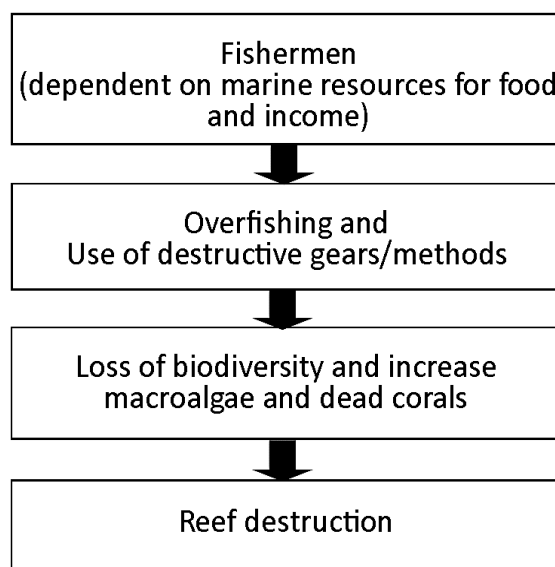 Fishermen
(dependent on marine resources for food
and income)
Overfishing and
Use of destructive gears/methods
Loss of biodiversity and increase
macroalgae and dead corals
Reef destruction